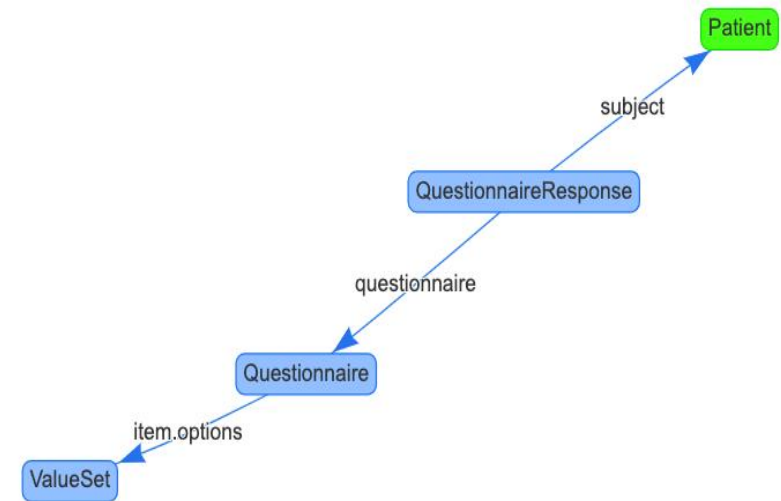 Patient
subject
QuestionnaireResponse
questionnaire
Questionnaire
item.options
ValueSet